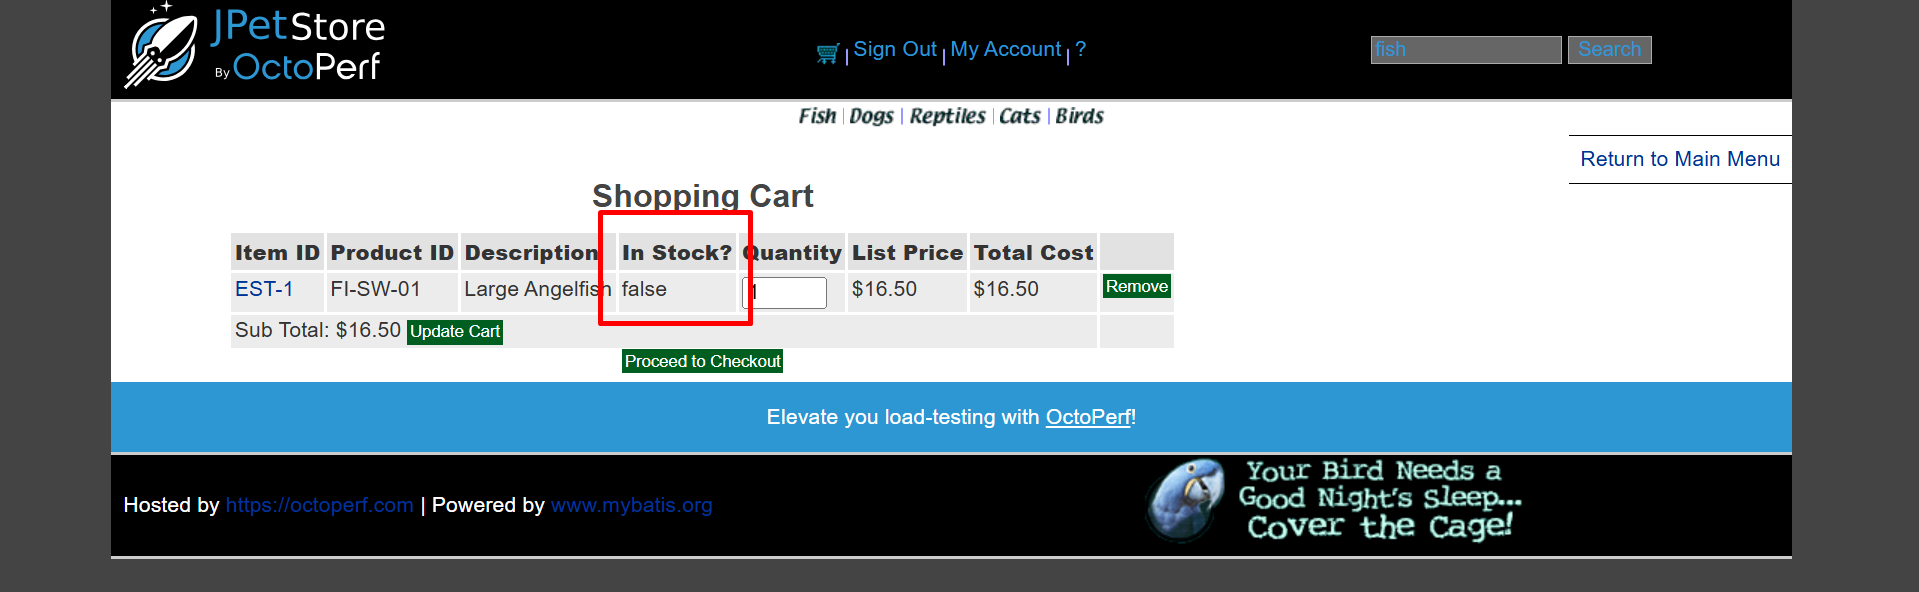 JPetStore
By OctoPerf
Sign Out | My Account | ?
fish
Search
Fish | Dogs | Reptiles | Cats | Birds
Return to Main Menu
Shopping Cart
Item ID Product ID Description In Stock? Quantity List Price Total Cost
EST-1 FI-SW-01 Large Angelfish false 1 $16.50 $16.50 Remove
Sub Total: $16.50 Update Cart
Proceed to Checkout
Elevate you load-testing with OctoPerf!
Hosted by https://octoperf.com | Powered by www.mybatis.org
Your Bird Needs a
Good Night's Sleep...
Cover the Cage!